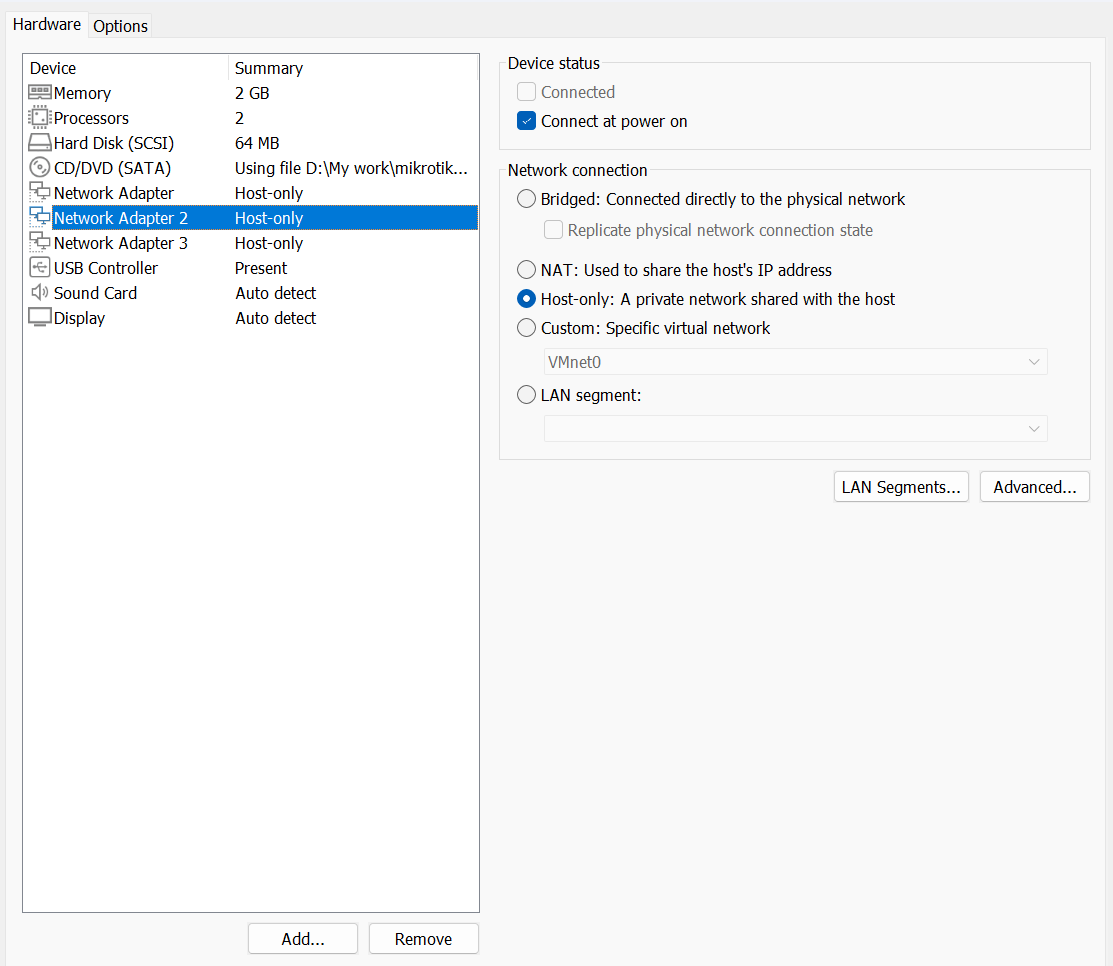 Hardware Options
Device Summary
Memory 2 GB
Processors 2
Hard Disk (SCSI) 64 MB
CD/DVD (SATA) Using file D:\My work\mikrotik...
Network Adapter Host-only
Network Adapter 2 Host-only
Network Adapter 3 Host-only
USB Controller Present
Sound Card Auto detect
Display Auto detect
Add... Remove
Device status
Connected
Connect at power on
Network connection
Bridged: Connected directly to the physical network
Replicate physical network connection state
NAT: Used to share the host's IP address
Host-only: A private network shared with the host
Custom: Specific virtual network
VMnet0
LAN segment:
LAN Segments... Advanced...